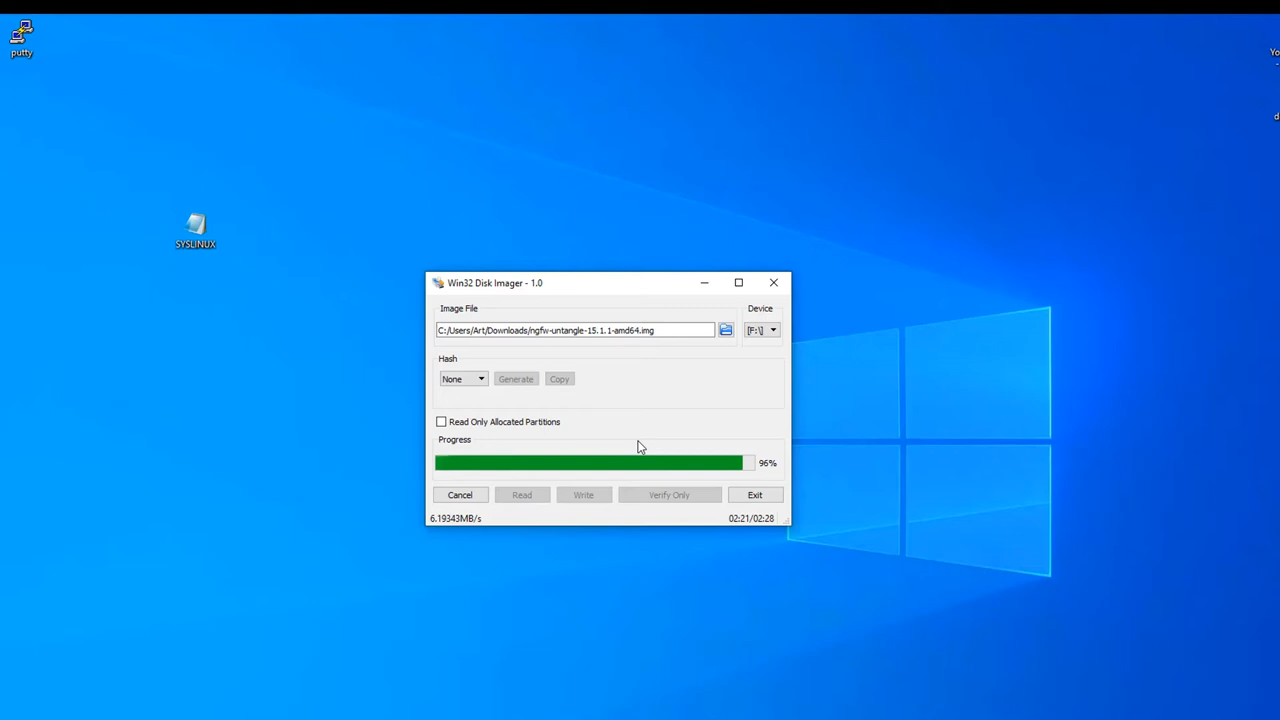 putty
Yo
-
d
SYSLINUX
Win32 Disk Imager - 1.0
Image File
Device
C:/Users/Art/Downloads/ngfw-untangle-15.1.1-amd64.img
[F:\]
Hash
None
Generate
Copy
Read Only Allocated Partitions
Progress
96%
Cancel
Read
Write
Verify Only
Exit
6.19343MB/s
02:21/02:28